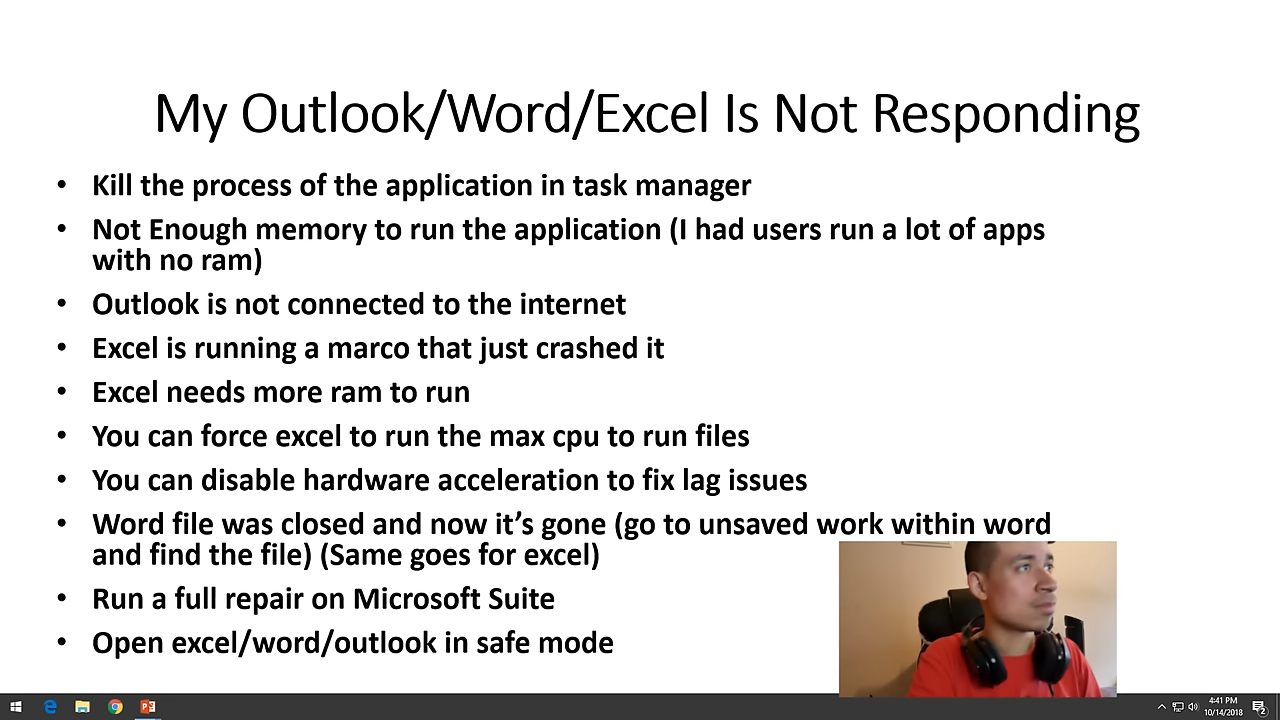 My Outlook/Word/Excel Is Not Responding
• Kill the process of the application in task manager
• Not Enough memory to run the application (I had users run a lot of apps
with no ram)
• Outlook is not connected to the internet
• Excel is running a marco that just crashed it
• Excel needs more ram to run
• You can force excel to run the max cpu to run files
• You can disable hardware acceleration to fix lag issues
• Word file was closed and now it’s gone (go to unsaved work within word
and find the file) (Same goes for excel)
• Run a full repair on Microsoft Suite
• Open excel/word/outlook in safe mode
4:41 PM
10/14/2018
2